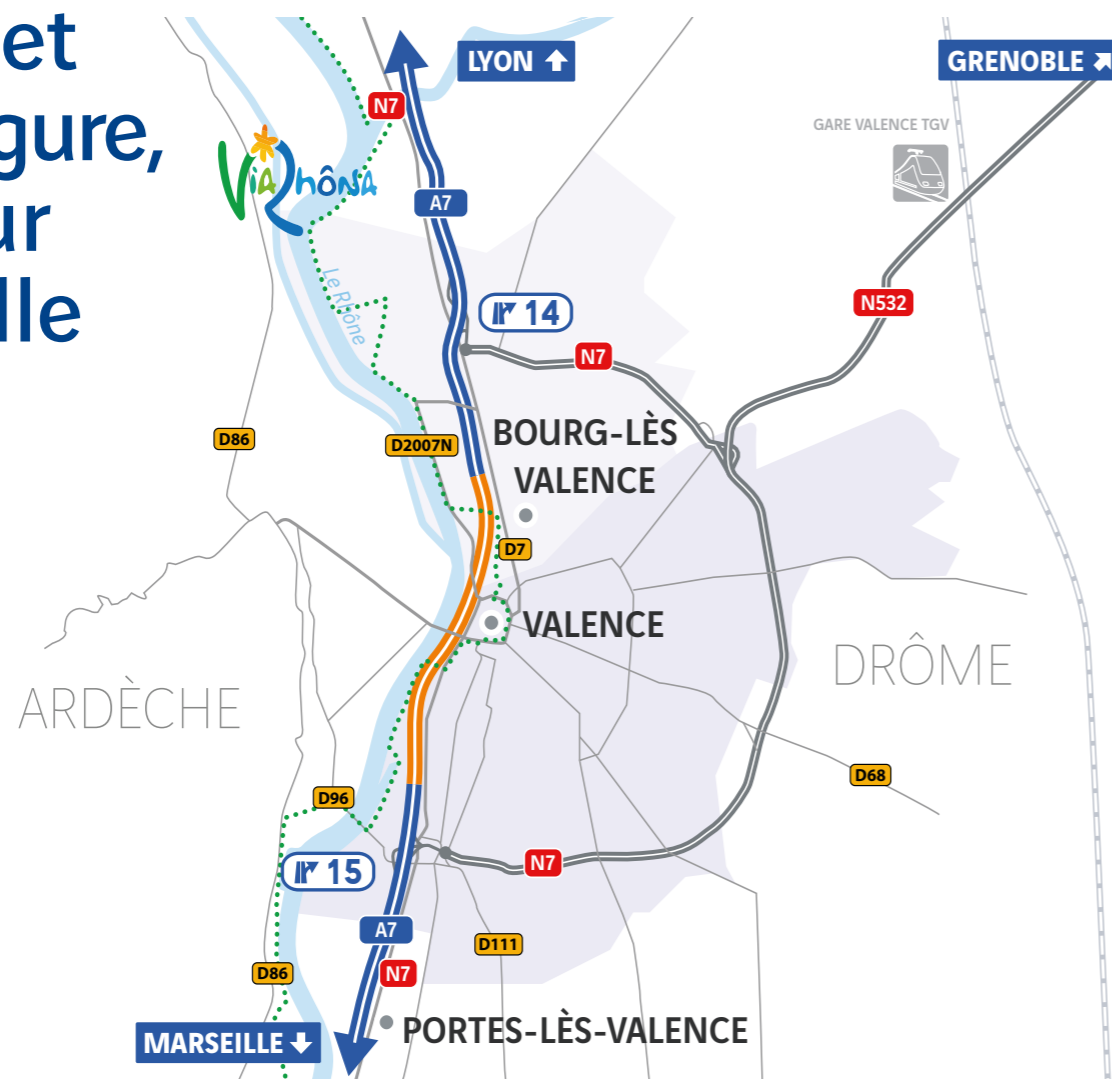 et
gure,
ur
lle
LYON
GRENOBLE
N7
GARE VALENCE TGV
ViaRhôna
A7
Le Rhône
14
N532
N7
D86
D2007N
BOURG-LÈS
VALENCE
D7
VALENCE
DRÔME
ARDÈCHE
D68
D96
15
N7
A7
D111
N7
D86
PORTES-LÈS-VALENCE
MARSEILLE